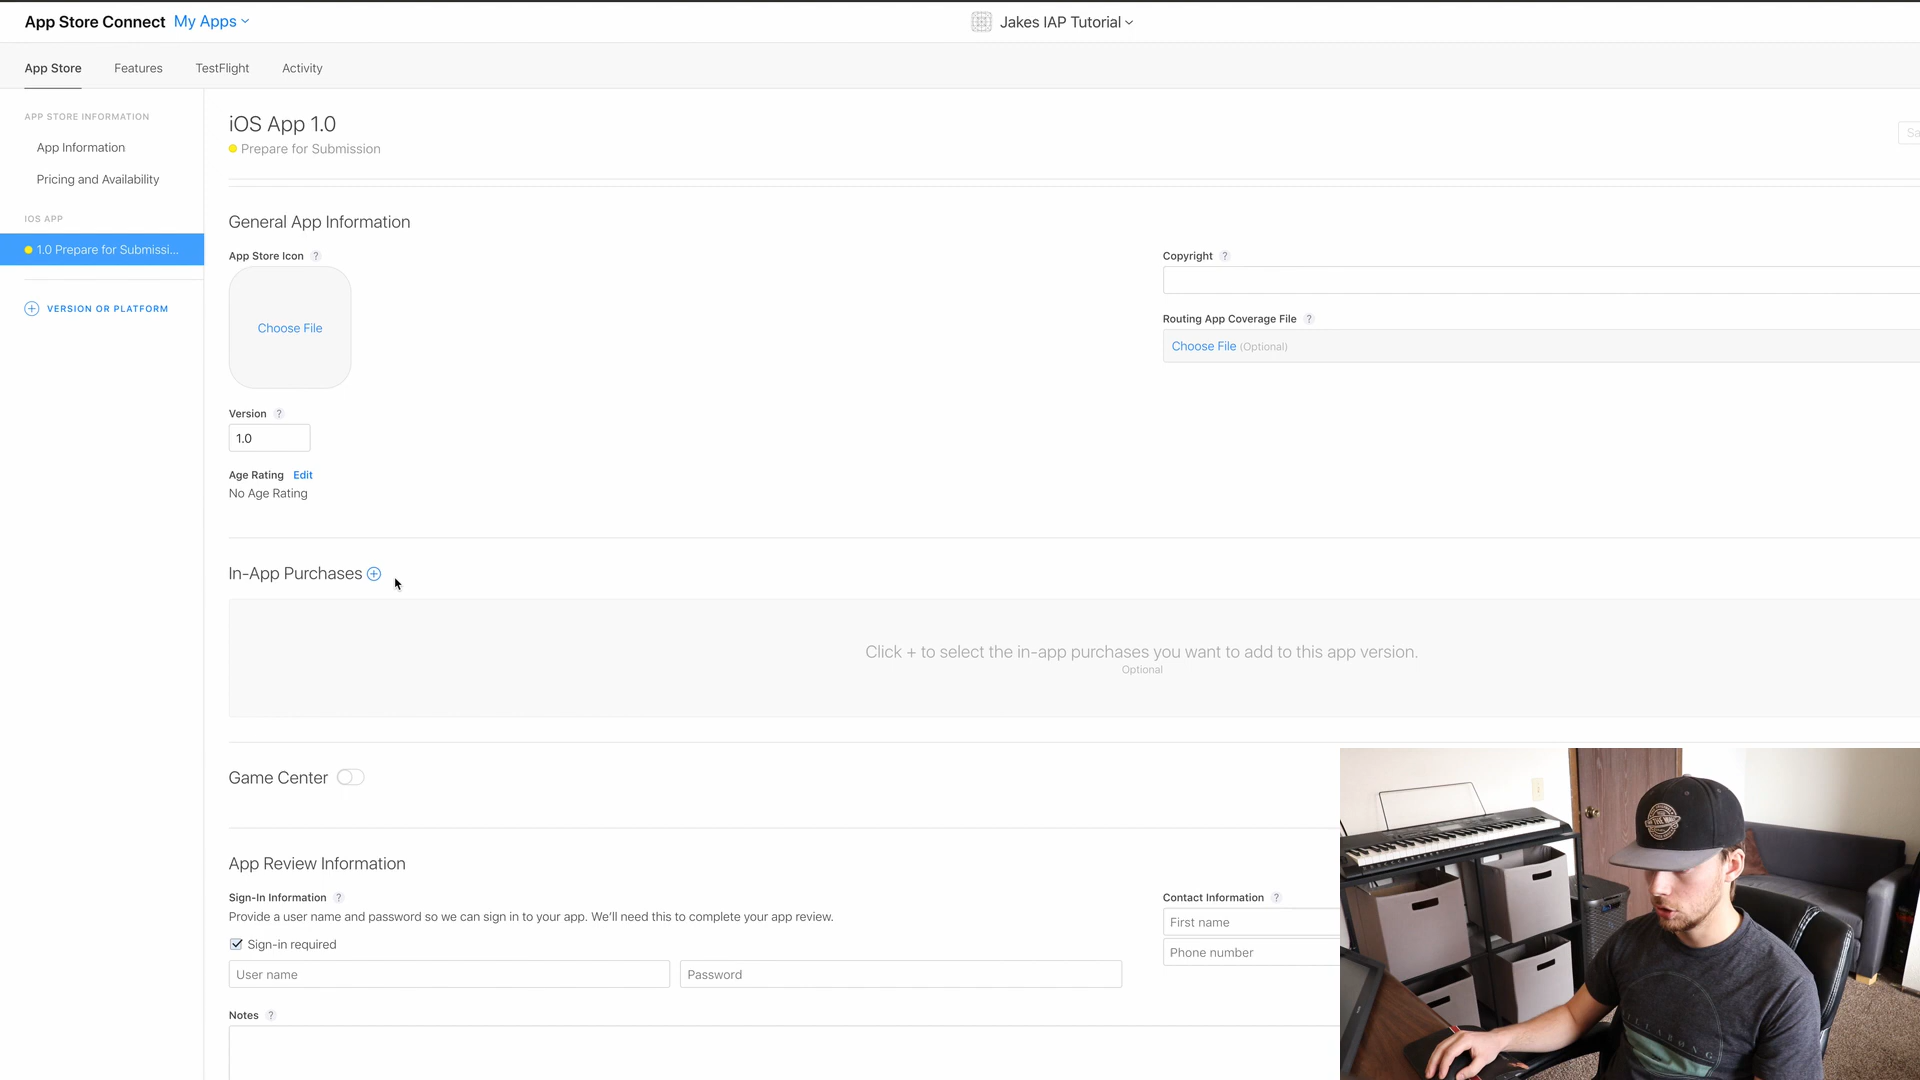 App Store Connect My Apps
Jakes IAP Tutorial
App Store Features TestFlight Activity
APP STORE INFORMATION
App Information
Pricing and Availability
IOS APP
1.0 Prepare for Submissi...
VERSION OR PLATFORM
iOS App 1.0
Prepare for Submission
General App Information
App Store Icon ?
Choose File
Copyright ?
Routing App Coverage File ?
Choose File (Optional)
Version ?
1.0
Age Rating Edit
No Age Rating
In-App Purchases
Click + to select the in-app purchases you want to add to this app version.
Optional
Game Center
App Review Information
Sign-In Information ?
Provide a user name and password so we can sign in to your app. We'll need this to complete your app review.
Sign-in required
User name
Password
Contact Information ?
First name
Phone number
Notes ?